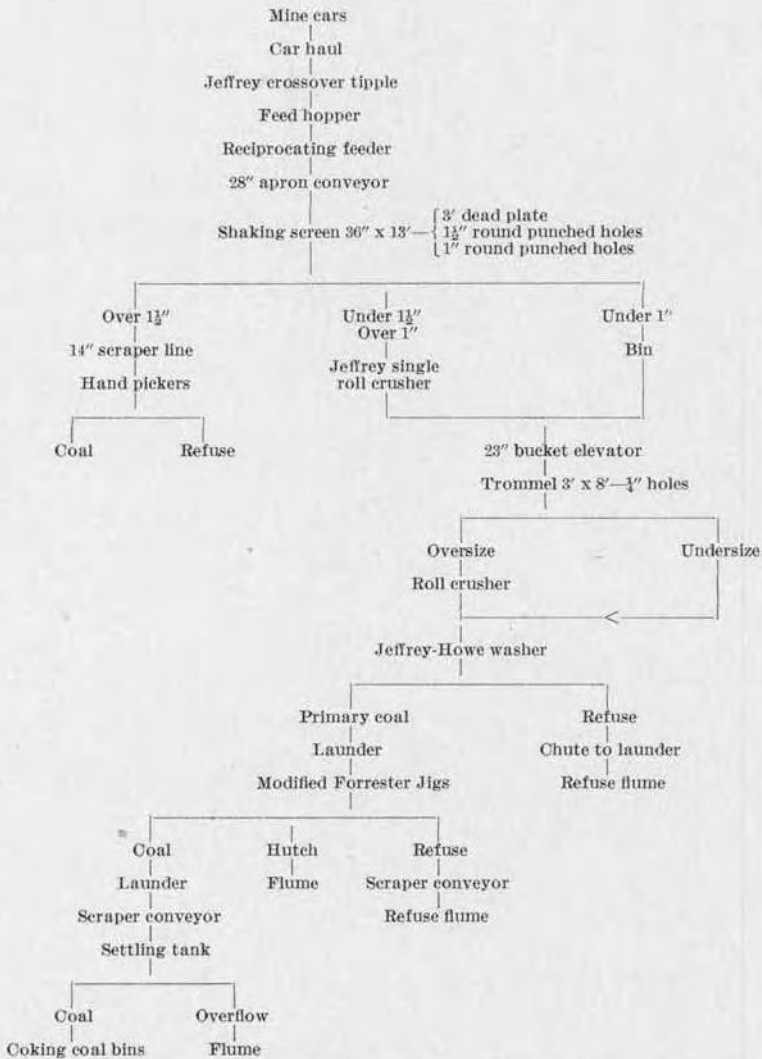 Mine cars
Car haul
Jeffrey crossover tipple
Feed hopper
Reciprocating feeder
28″ apron conveyor
Shaking screen 36″ x 13′— { 3′ dead plate
1½″ round punched holes
1″ round punched holes
Over 1½″ Under 1½″ Under 1″
Over 1″
14″ scraper line Bin
Jeffrey single
Hand pickers roll crusher
Coal Refuse 23″ bucket elevator
Trommel 3′ x 8′—¼″ holes
Oversize Undersize
Roll crusher
Jeffrey-Howe washer
Primary coal Refuse
Launder Chute to launder
Modified Forrester Jigs Refuse flume
Coal Hutch Refuse
Launder Flume Scraper conveyor
Scraper conveyor Refuse flume
Settling tank
Coal Overflow
Coking coal bins Flume